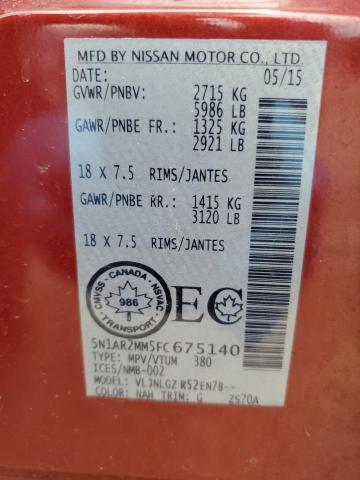 MFD BY NISSAN MOTOR CO., LTD.
DATE: 05/15
GVWR/PNBV: 2715 KG
5986 LB
GAWR/PNBE FR.: 1325 KG
2921 LB
18 X 7.5 RIMS/JANTES
GAWR/PNBE RR.: 1415 KG
3120 LB
18 X 7.5 RIMS/JANTES
CMVSS - CANADA - NSVAC
986
TRANSPORT
EC
5N1AR2MM5FC675140
TYPE: MPV/VTUM 380
ICES/NMB-002
MODEL: VLJNLGZ R52EN7B--
COLOR: NAH TRIM: G 2S70A